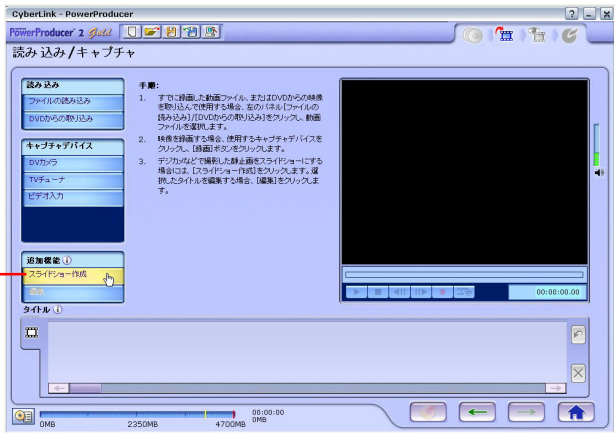 CyberLink - PowerProducer
PowerProducer 2 Gold
読み込み/キャプチャ
読み込み
ファイルの読み込み
DVDからの取り込み
キャプチャデバイス
DVカメラ
TVチューナ
ビデオ入力
追加機能
スライドショー作成
編集
手順:
1. すでに録画した動画ファイル、またはDVDからの映像
を取り込んで使用する場合、左のパネル[ファイルの
読み込み]/[DVDからの取り込み]をクリックし、動画
ファイルを選択します。
2. 映像を録画する場合、使用するキャプチャデバイスを
クリックし、[録画]ボタンをクリックします。
3. デジカメなどで撮影した静止画をスライドショーにする
場合には、[スライドショー作成]をクリックします。選
択したタイトルを編集する場合、[編集]をクリックしま
す。
00:00:00.00
タイトル
0MB
2350MB
4700MB
00:00:00
0MB